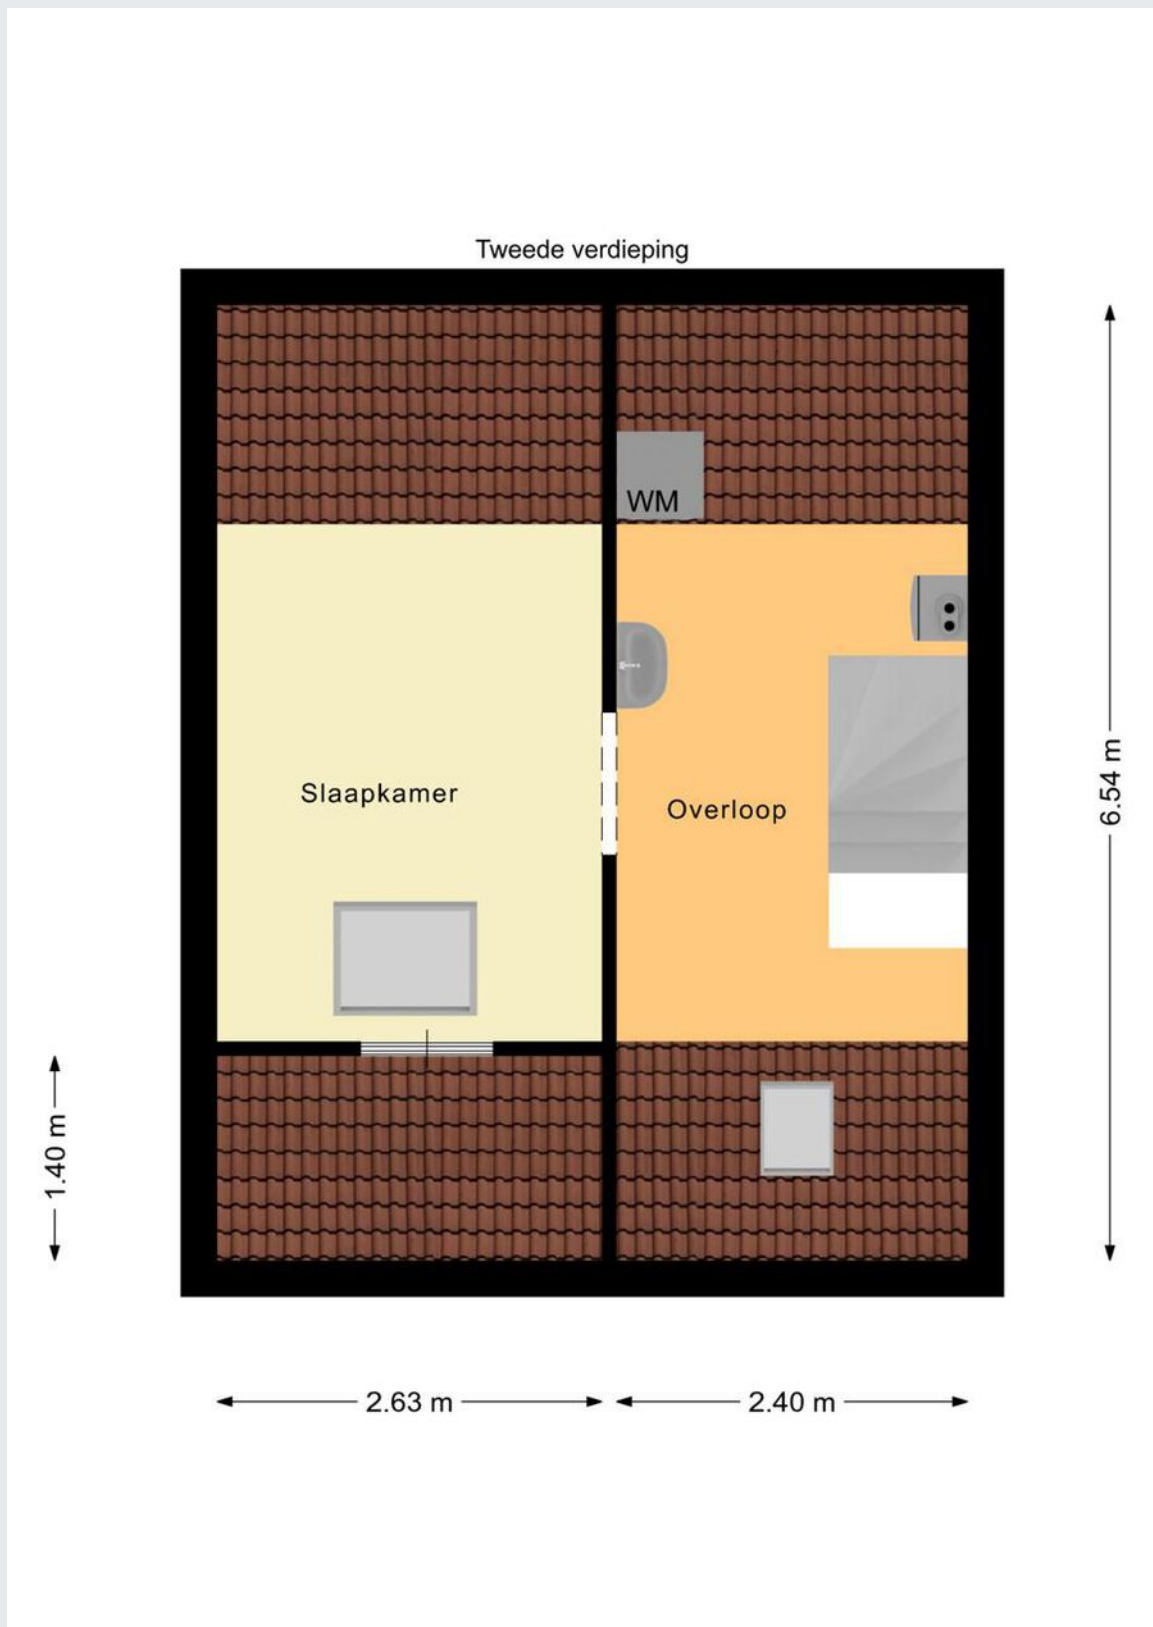 Tweede verdieping
WM
Slaapkamer
Overloop
6.54 m
1.40 m
2.63 m
2.40 m